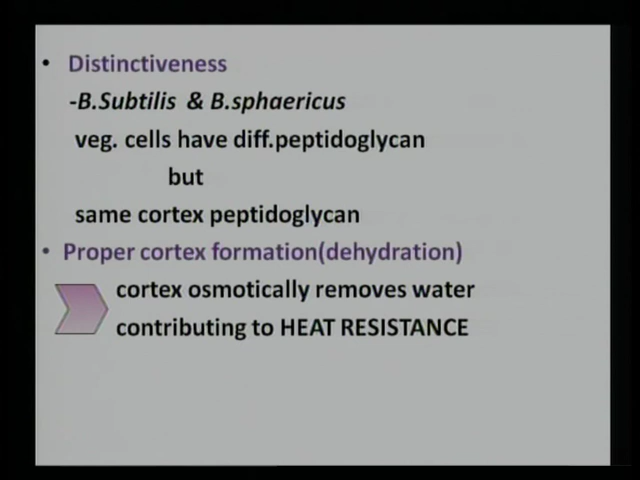 • Distinctiveness
-B.Subtilis & B.sphaericus
veg. cells have diff.peptidoglycan
but
same cortex peptidoglycan
• Proper cortex formation(dehydration)
cortex osmotically removes water
contributing to HEAT RESISTANCE